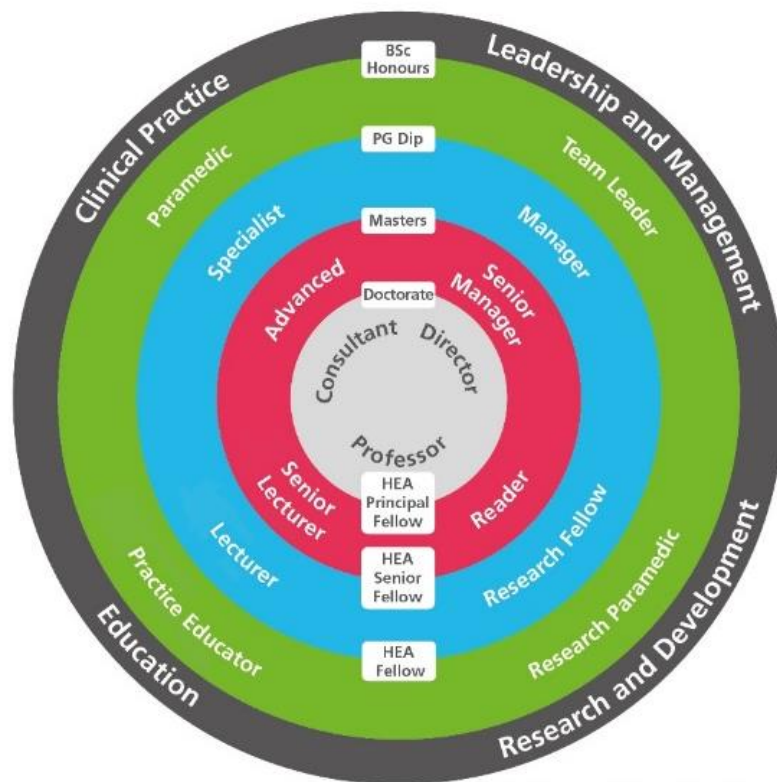 BSc
Honours
Clinical Practice
Leadership and Management
PG Dip
Paramedic
Team Leader
Masters
Specialist
Manager
Doctorate
Advanced
Senior
Manager
Consultant
Director
Professor
HEA
Principal
Fellow
Senior
Lecturer
Reader
HEA
Senior
Fellow
Lecturer
Research Fellow
HEA
Fellow
Practice Educator
Research Paramedic
Education
Research and Development